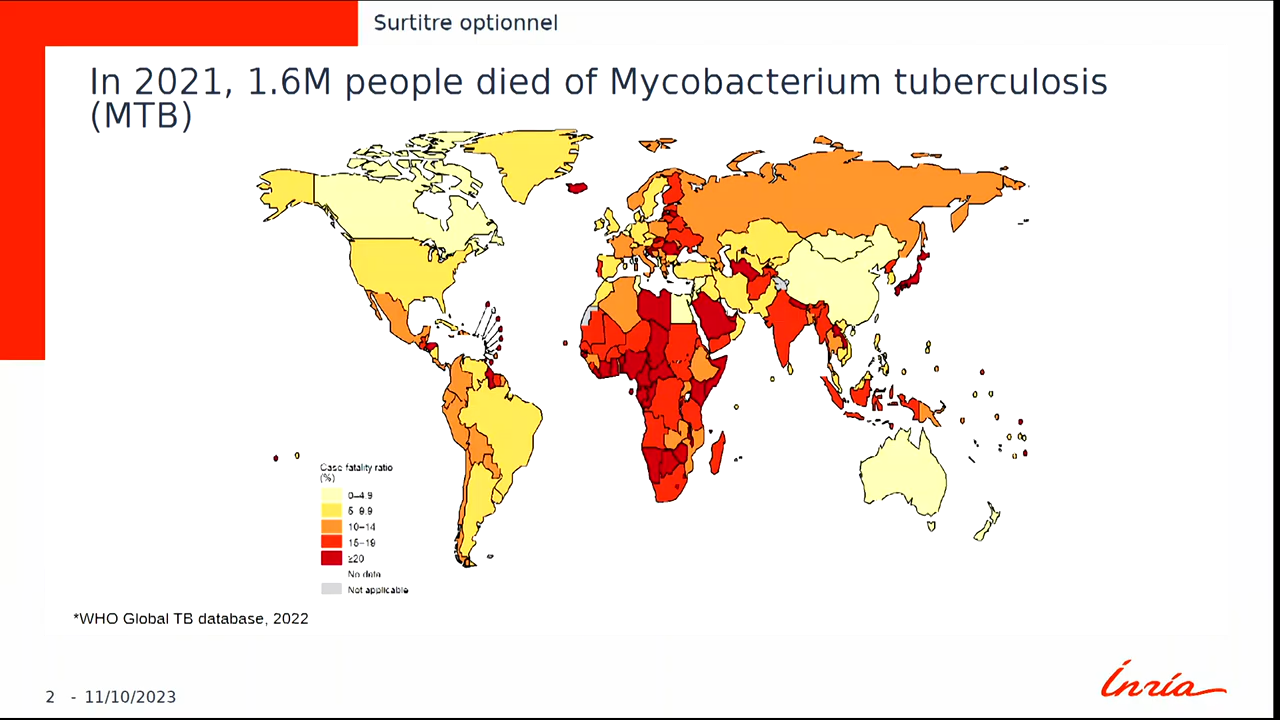 Surtitre optionnel
In 2021, 1.6M people died of Mycobacterium tuberculosis
(MTB)
Case fatality ratio
(%)
0–4.9
5–9.9
10–14
15–19
≥20
No data
Not applicable
*WHO Global TB database, 2022
2 - 11/10/2023
Inria